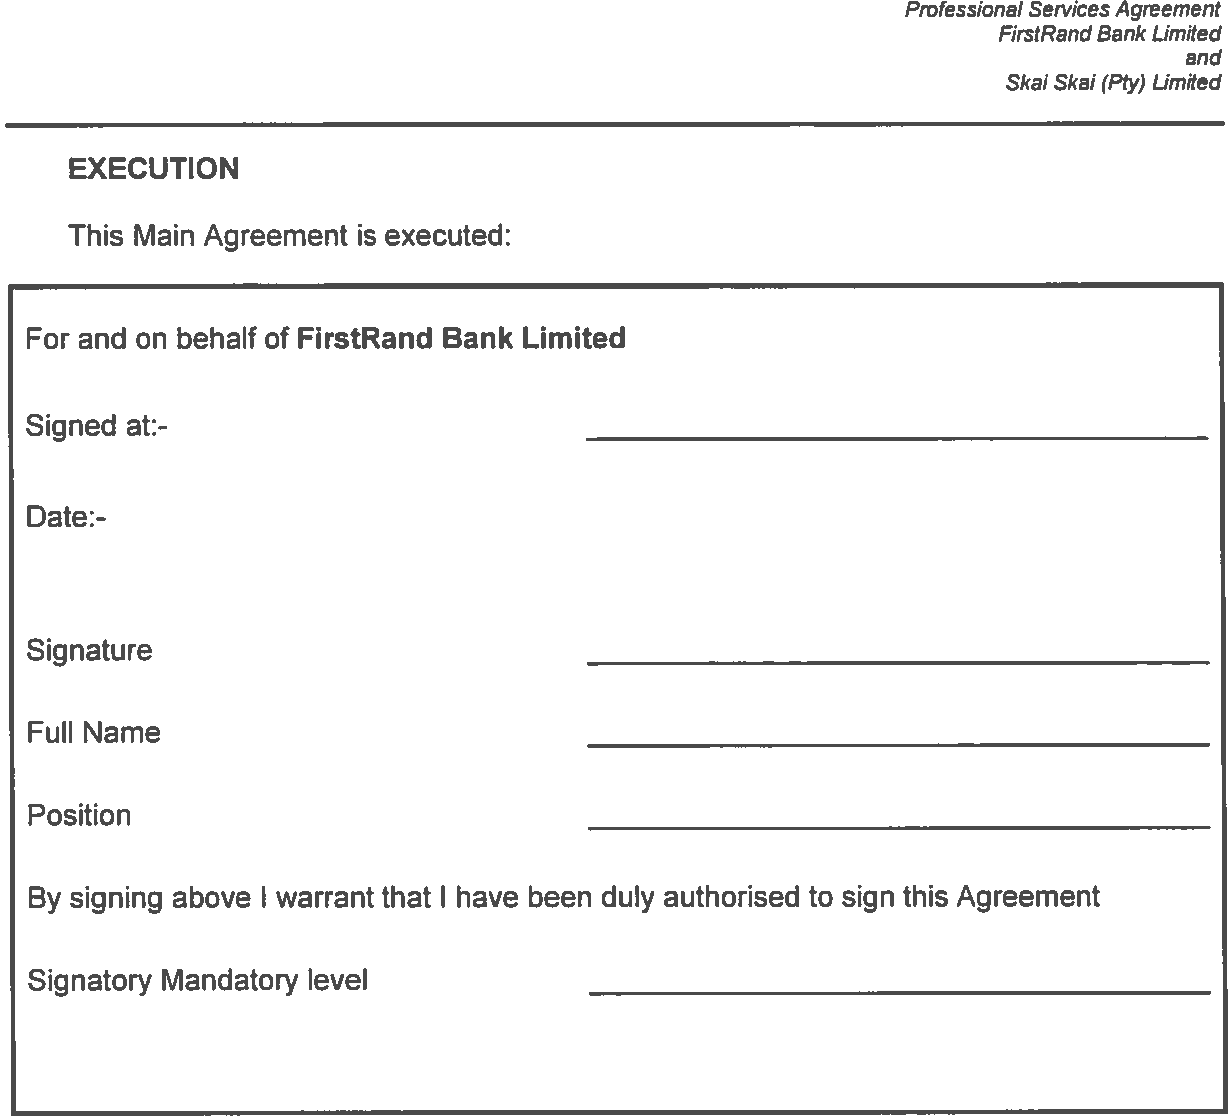 Professional Services Agreement
FirstRand Bank Limited
and
Skai Skai (Pty) Limited
EXECUTION
This Main Agreement is executed:
For and on behalf of FirstRand Bank Limited
Signed at:-
Date:-
Signature
Full Name
Position
By signing above I warrant that I have been duly authorised to sign this Agreement
Signatory Mandatory level